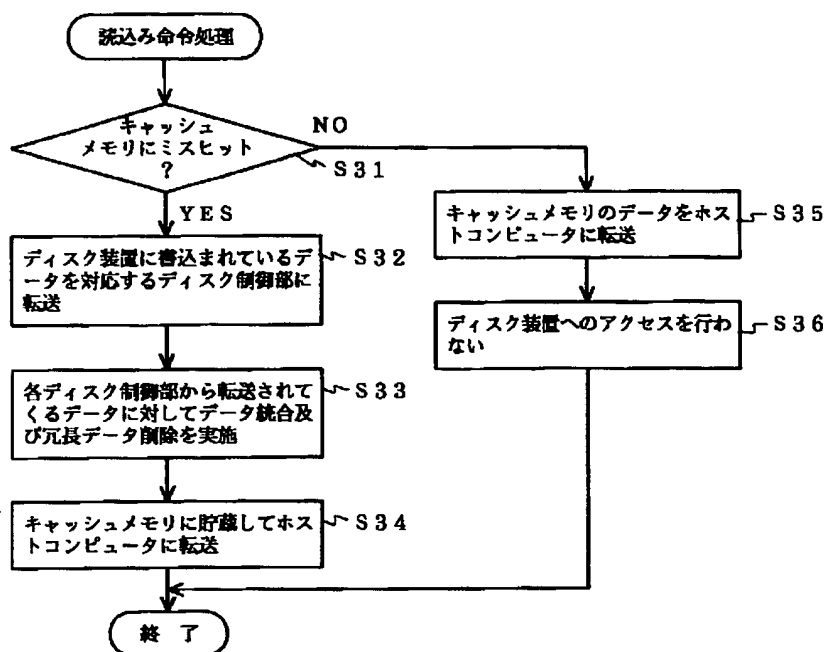 読込み命令処理
キャッシュ
メモリにミスヒット
?
NO
S31
YES
ディスク装置に書込まれているデ
ータを対応するディスク制御部に
転送
S32
各ディスク制御部から転送されて
くるデータに対してデータ統合及
び冗長データ削除を実施
S33
キャッシュメモリに貯蔵してホス
トコンピュータに転送
S34
キャッシュメモリのデータをホス
トコンピュータに転送
S35
ディスク装置へのアクセスを行わ
ない
S36
終 了